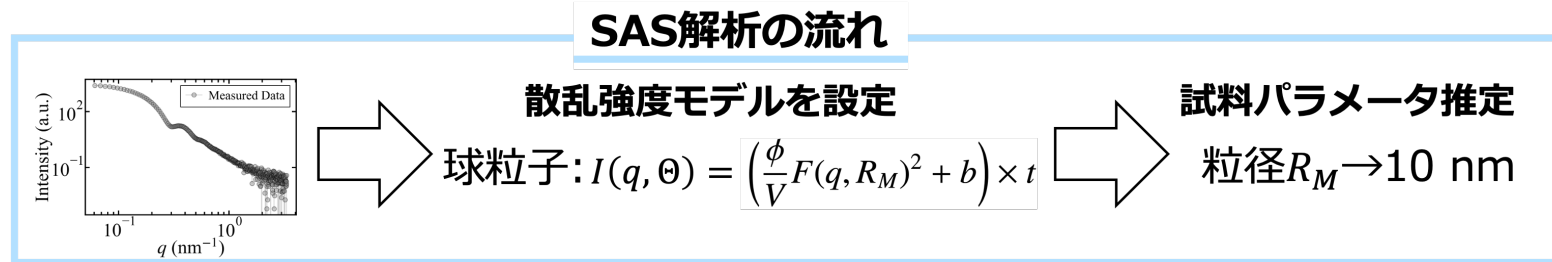 SAS解析の流れ
Measured Data
Intensity (a.u.)
10^2
10^{-1}
10^{-1} 10^0
q (nm^{-1})
散乱強度モデルを設定
球粒子:I(q,Θ) = (\frac{ϕ}{V}F(q,R_M)^2 + b) × t
試料パラメータ推定
粒径R_M→10 nm